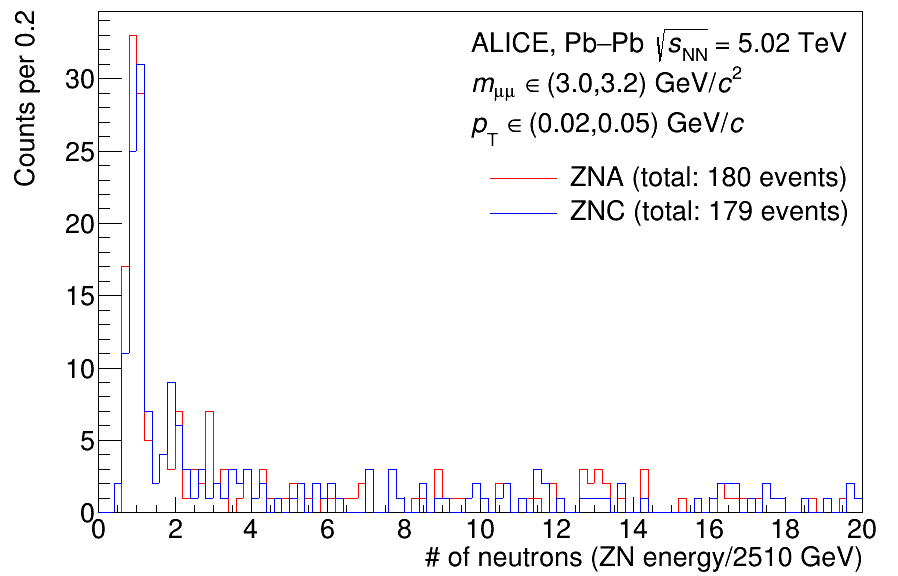 Counts per 0.2
ALICE, Pb–Pb √sNN = 5.02 TeV
mμμ ∈ (3.0,3.2) GeV/c²
pT ∈ (0.02,0.05) GeV/c
ZNA (total: 180 events)
ZNC (total: 179 events)
30
25
20
15
10
5
0
0 2 4 6 8 10 12 14 16 18 20
# of neutrons (ZN energy/2510 GeV)